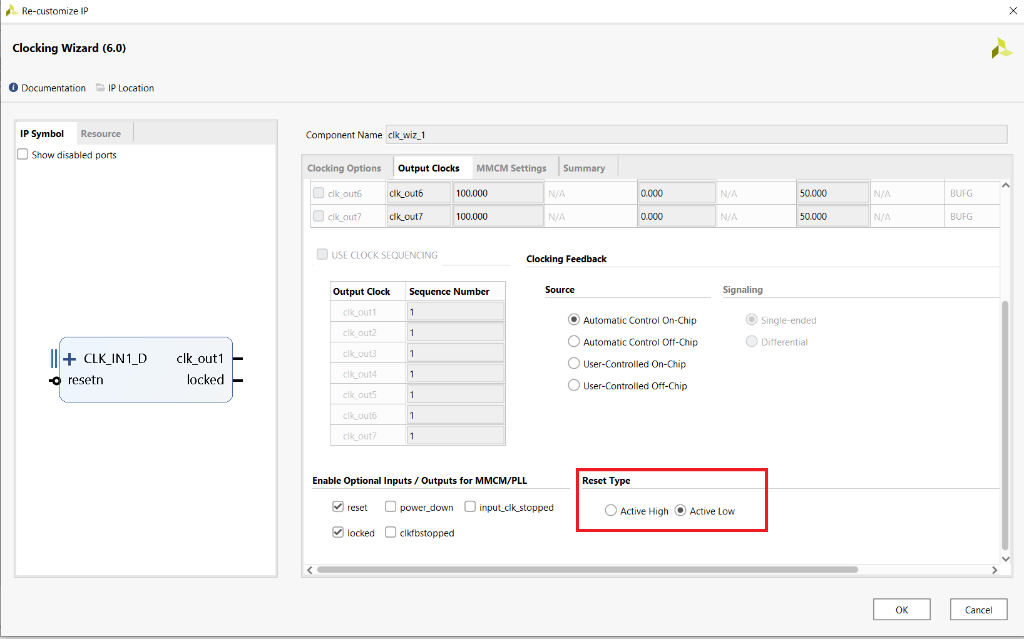 Re-customize IP
Clocking Wizard (6.0)
Documentation IP Location
IP Symbol Resource
Show disabled ports
CLK_IN1_D clk_out1
resetn locked
Component Name clk_wiz_1
Clocking Options Output Clocks MMCM Settings Summary
clk_out6 clk_out6 100.000 N/A 0.000 N/A 50.000 N/A BUFG
clk_out7 clk_out7 100.000 N/A 0.000 N/A 50.000 N/A BUFG
USE CLOCK SEQUENCING
Output Clock Sequence Number
clk_out1 1
clk_out2 1
clk_out3 1
clk_out4 1
clk_out5 1
clk_out6 1
clk_out7 1
Clocking Feedback
Source Signaling
Automatic Control On-Chip Single-ended
Automatic Control Off-Chip Differential
User-Controlled On-Chip
User-Controlled Off-Chip
Enable Optional Inputs / Outputs for MMCM/PLL
reset power_down input_clk_stopped
locked clkfbstopped
Reset Type
Active High Active Low
OK Cancel